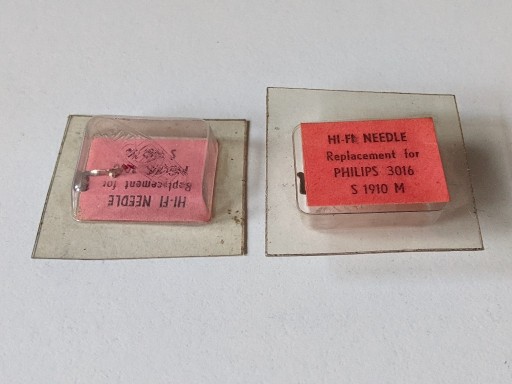 HI-FI NEEDLE
Replacement for
HI-FI NEEDLE
Replacement for
PHILIPS 3016
S 1910 M